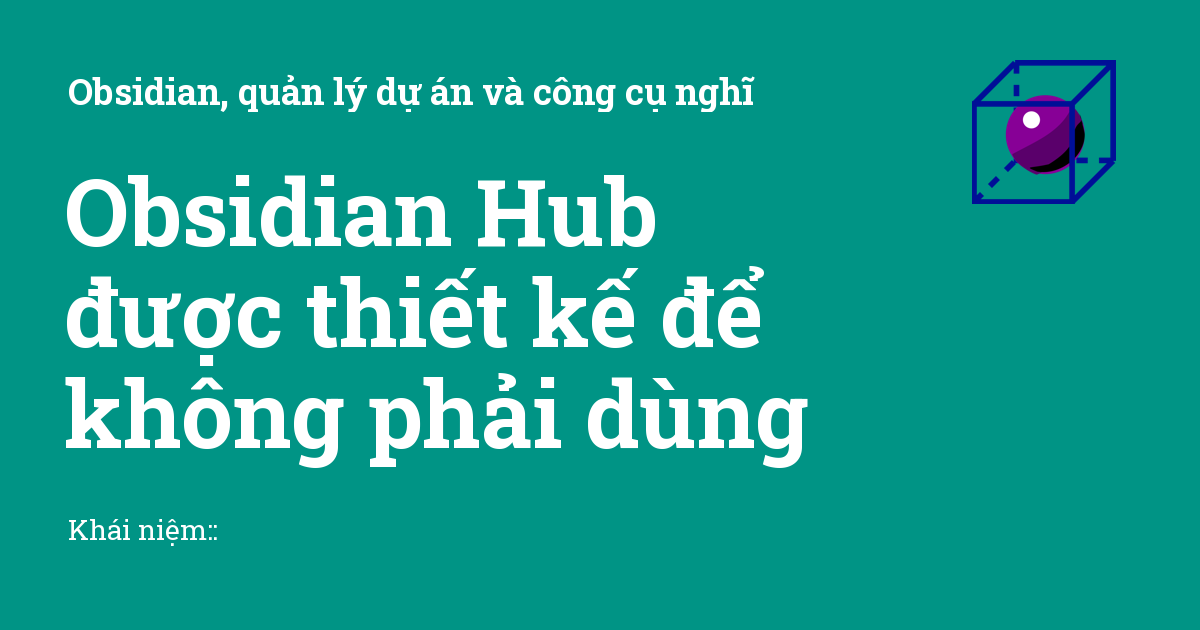 Obsidian, quản lý dự án và công cụ nghĩ
Obsidian Hub
được thiết kế để
không phải dùng
Khái niệm::